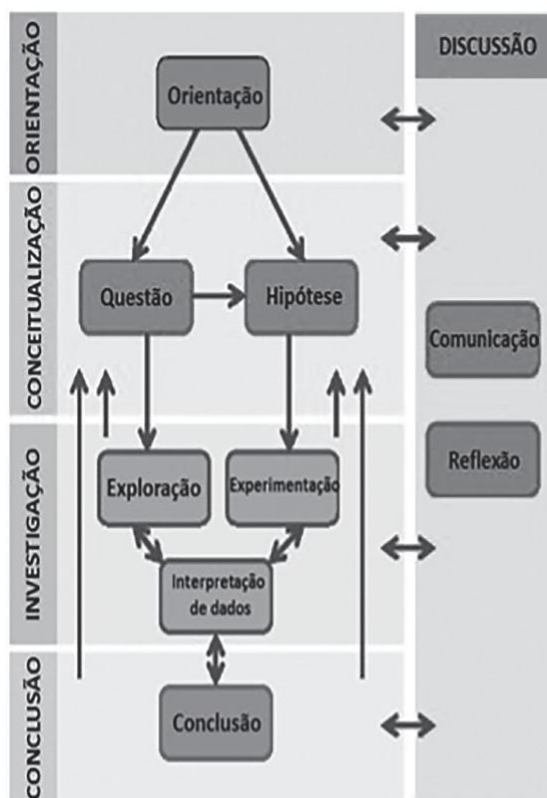 ORIENTAÇÃO
Orientação
DISCUSSÃO
CONCEITUALIZAÇÃO
Questão
Hipótese
Comunicação
Reflexão
INVESTIGAÇÃO
Exploração
Experimentação
Interpretação
de dados
CONCLUSÃO
Conclusão